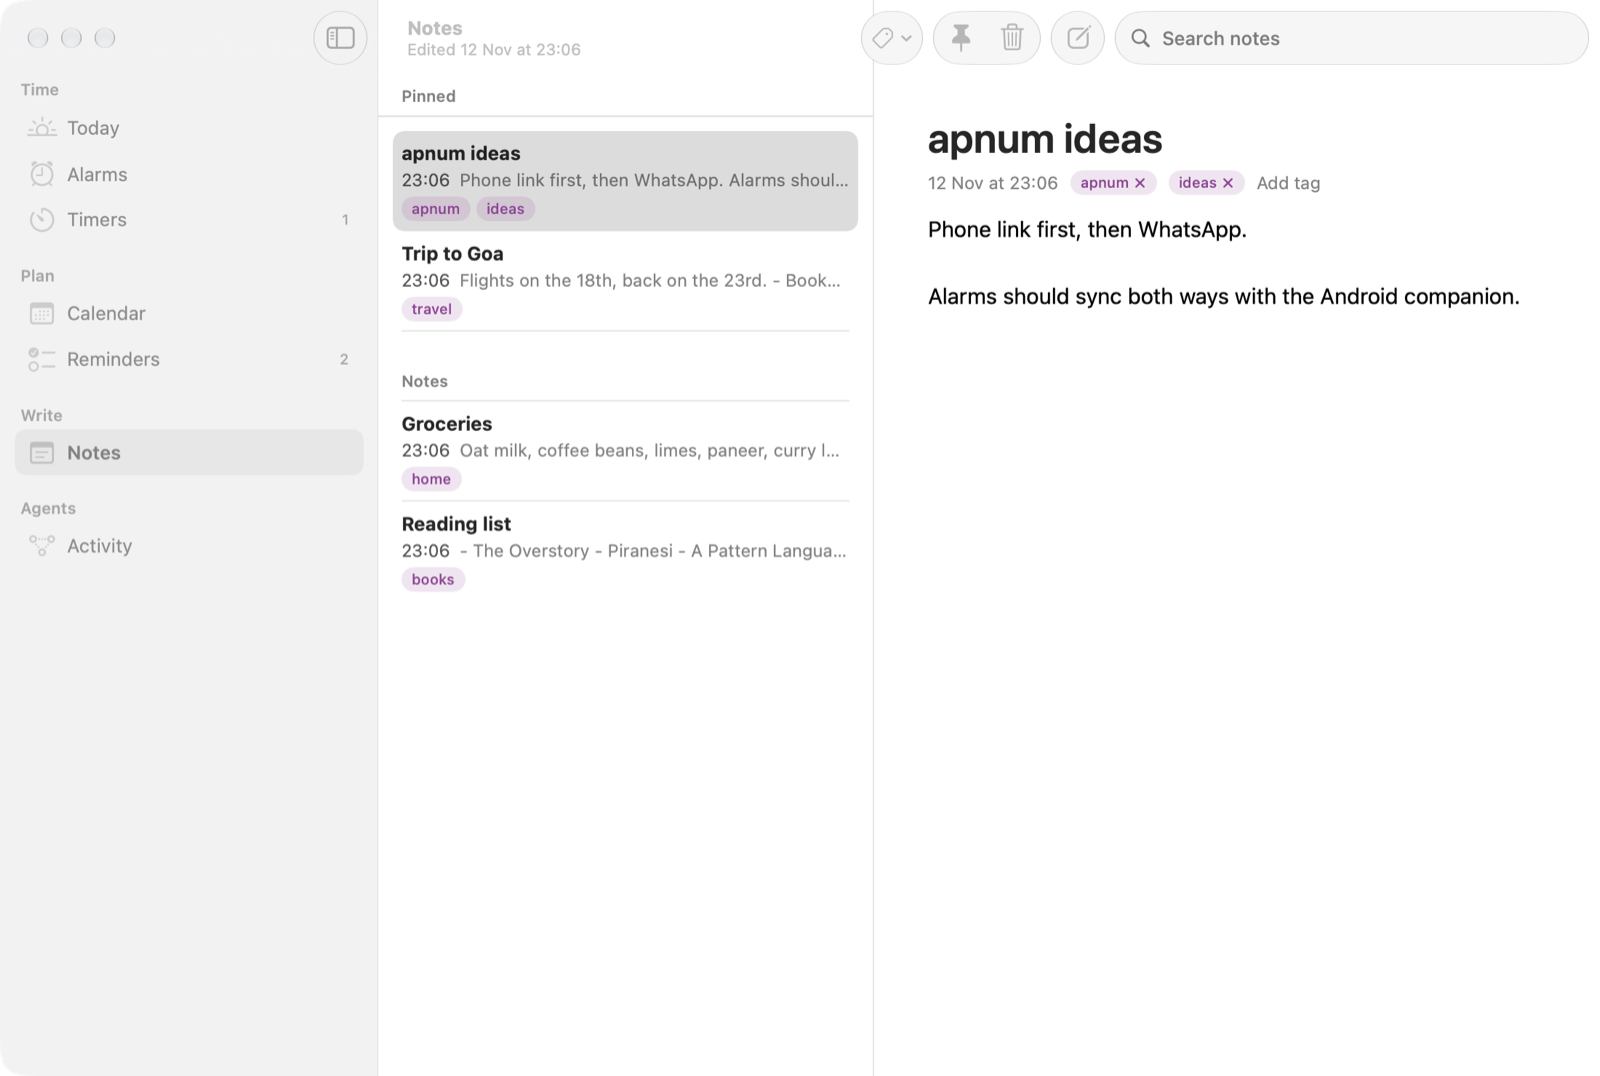 Time
Today
Alarms
Timers 1
Plan
Calendar
Reminders 2
Write
Notes
Agents
Activity
Notes
Edited 12 Nov at 23:06
Pinned
apnum ideas
23:06 Phone link first, then WhatsApp. Alarms shoul...
apnum ideas
Trip to Goa
23:06 Flights on the 18th, back on the 23rd. - Book...
travel
Notes
Groceries
23:06 Oat milk, coffee beans, limes, paneer, curry l...
home
Reading list
23:06 - The Overstory - Piranesi - A Pattern Langua...
books
Search notes
apnum ideas
12 Nov at 23:06 apnum × ideas × Add tag
Phone link first, then WhatsApp.
Alarms should sync both ways with the Android companion.